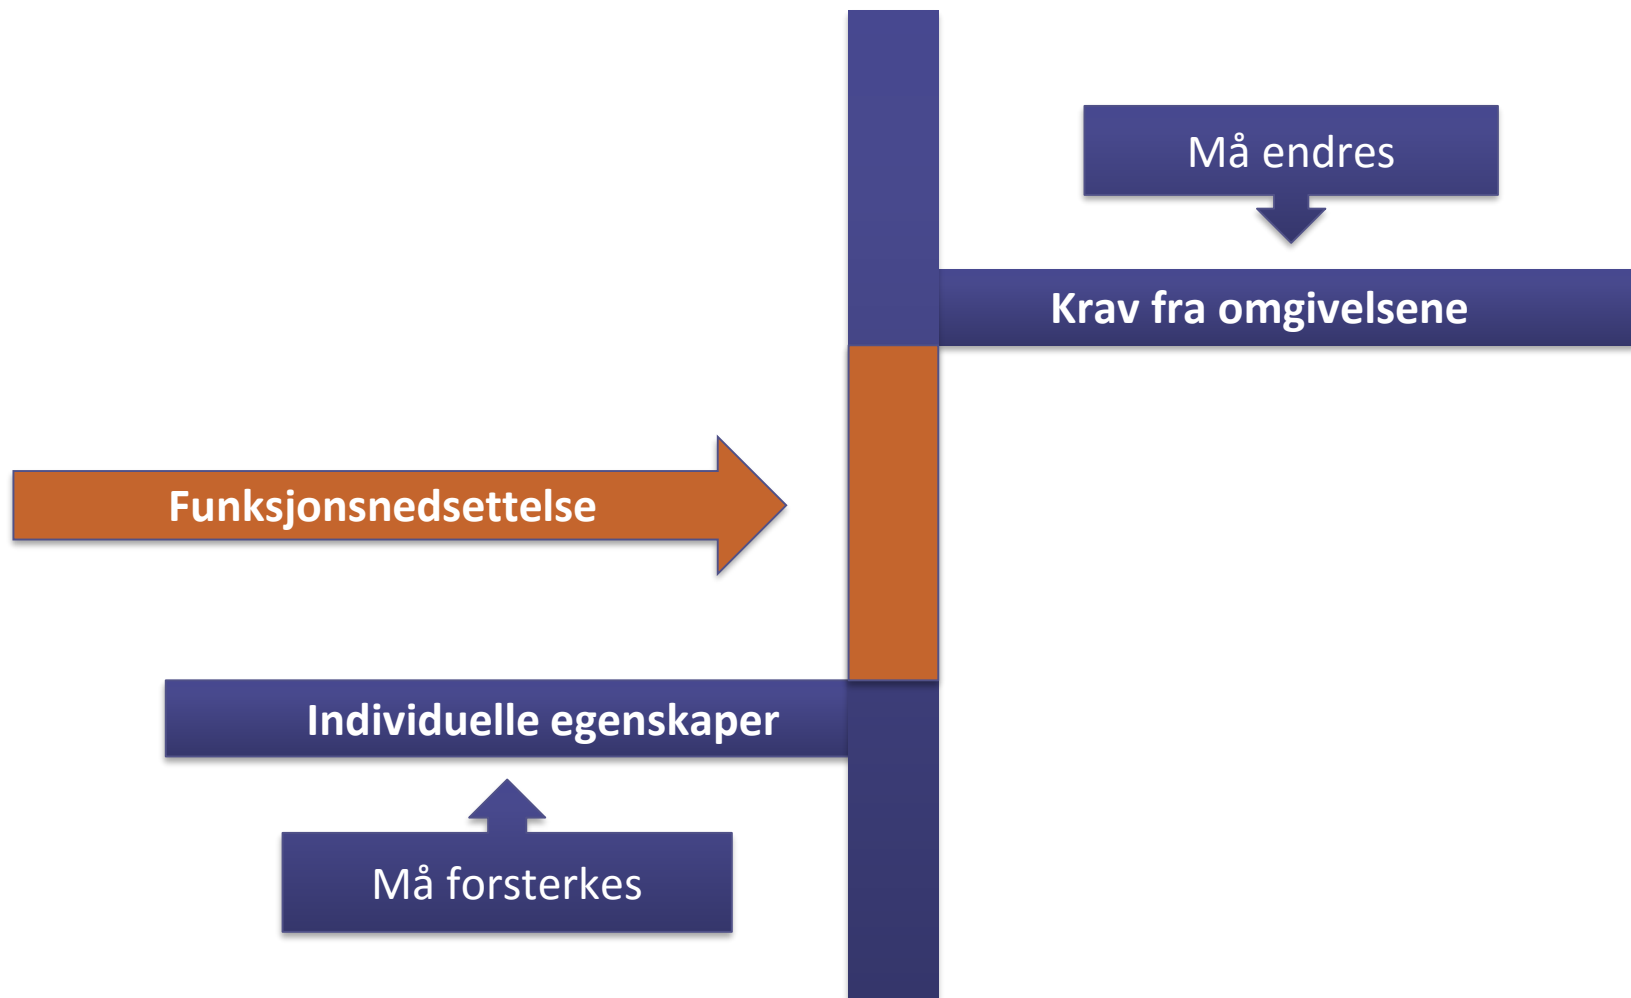 Må endres
Krav fra omgivelsene
Funksjonsnedsettelse
Individuelle egenskaper
Må forsterkes